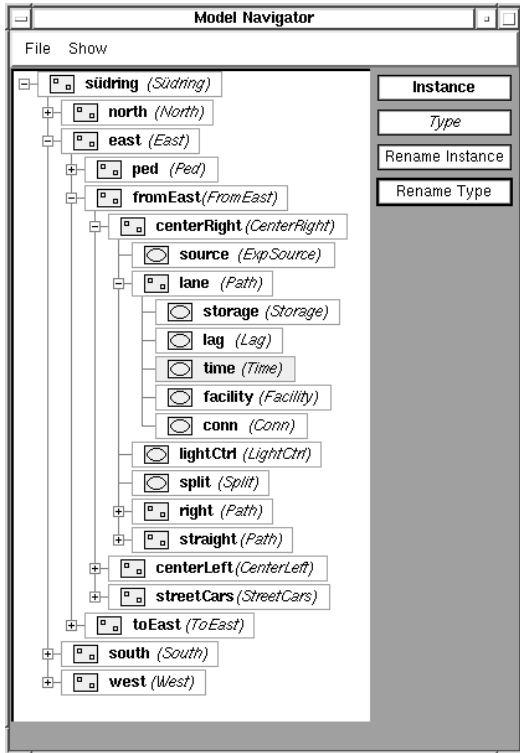 Model Navigator
File Show
südring (Südring)
north (North)
east (East)
ped (Ped)
fromEast(FromEast)
centerRight (CenterRight)
source (ExpSource)
lane (Path)
storage (Storage)
lag (Lag)
time (Time)
facility (Facility)
conn (Conn)
lightCtrl (LightCtrl)
split (Split)
right (Path)
straight (Path)
centerLeft (CenterLeft)
streetCars (StreetCars)
toEast (ToEast)
south (South)
west (West)
Instance
Type
Rename Instance
Rename Type